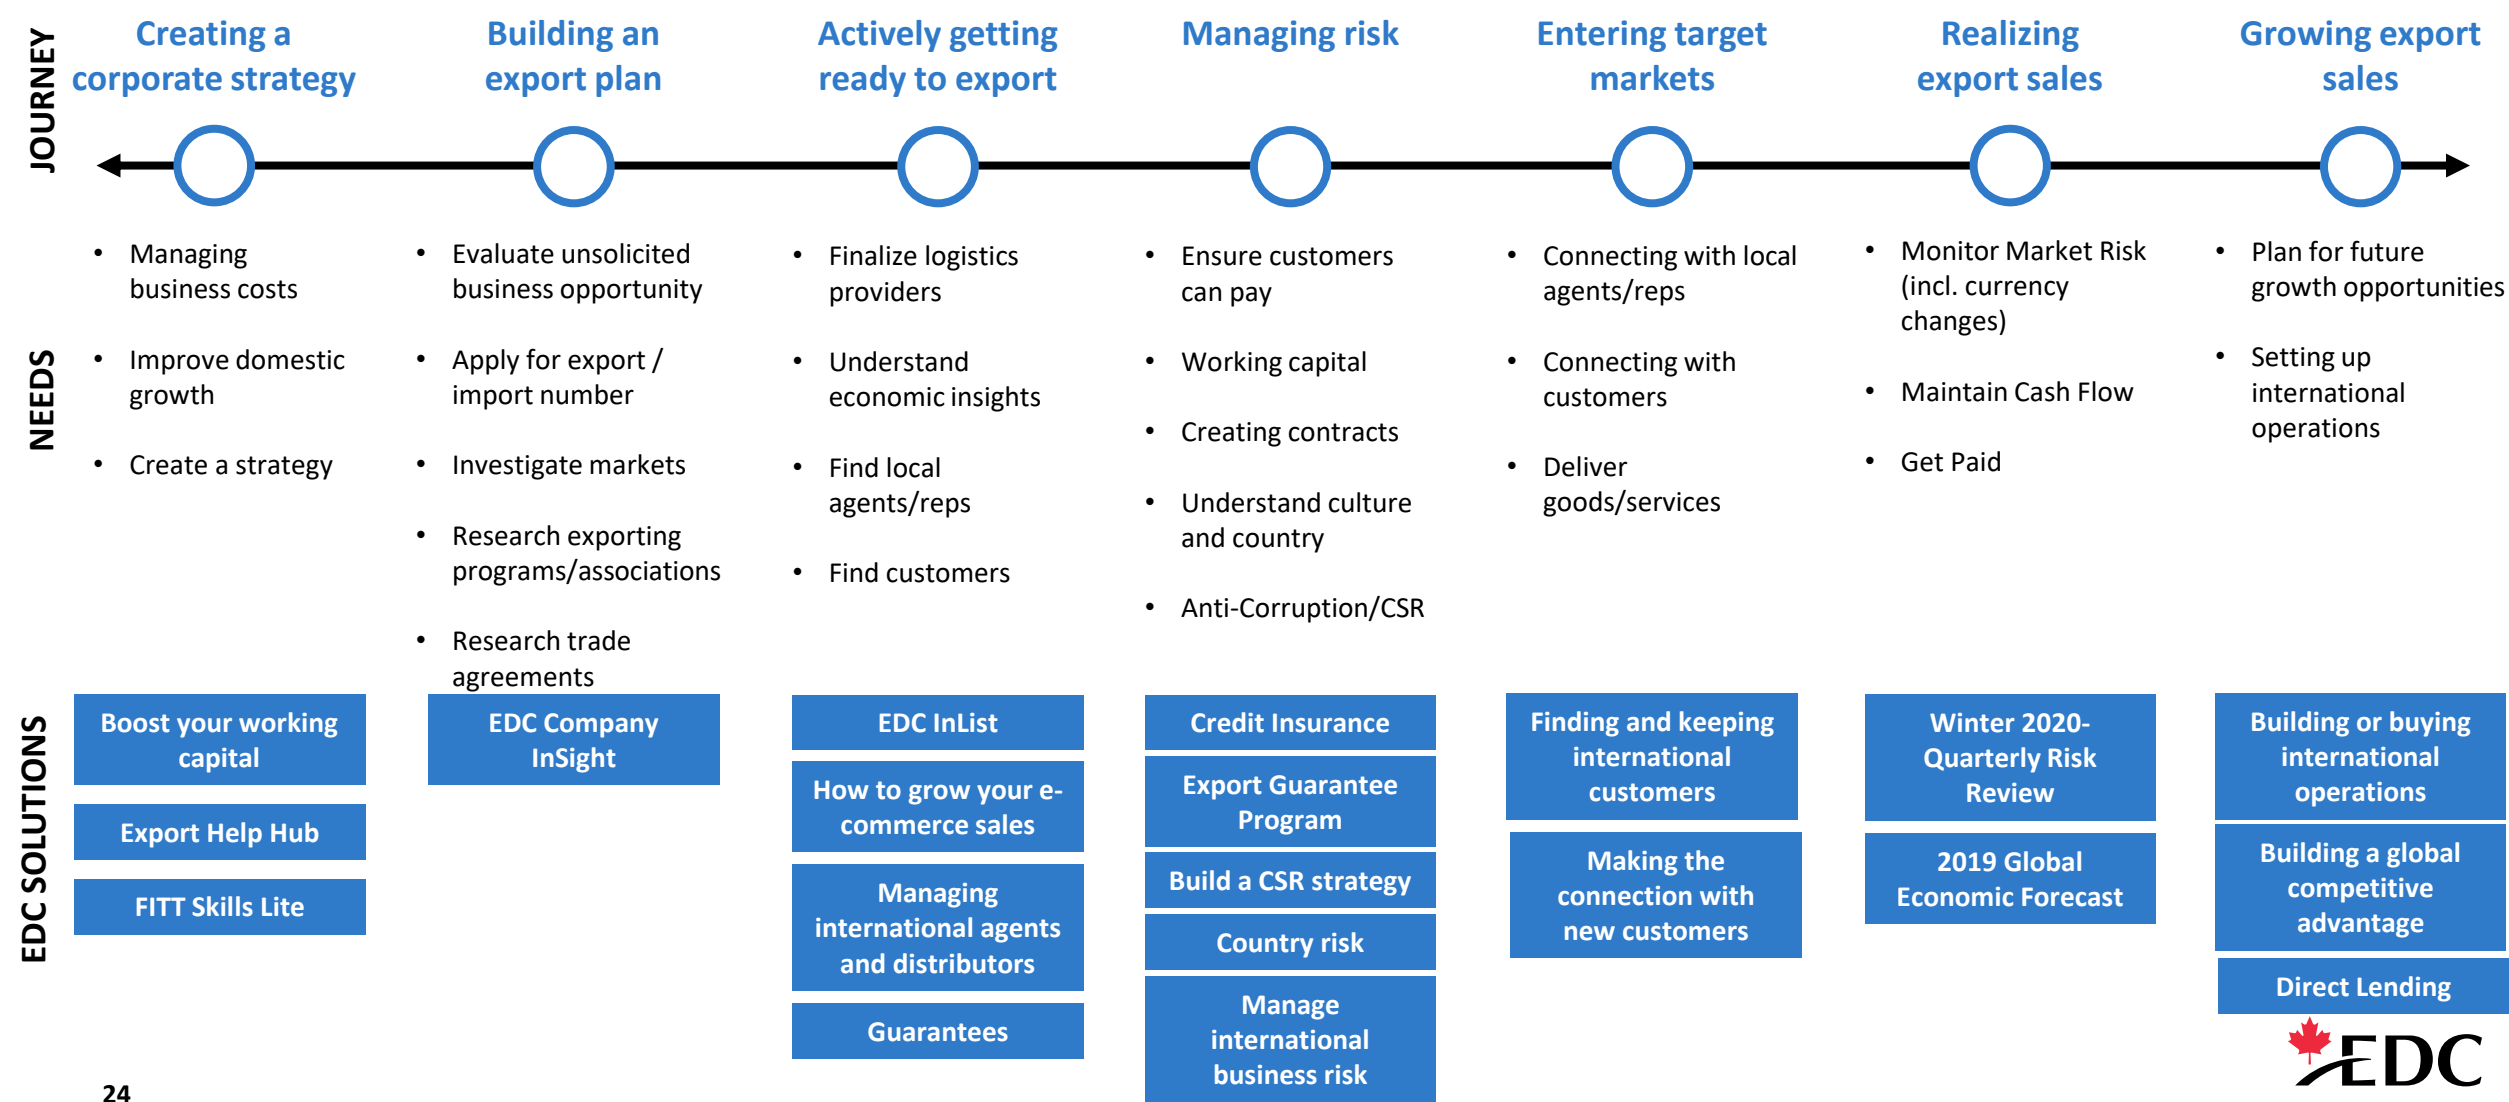 JOURNEY
Creating a
corporate strategy
Building an
export plan
Actively getting
ready to export
Managing risk
Entering target
markets
Realizing
export sales
Growing export
sales
NEEDS
• Managing
business costs
• Improve domestic
growth
• Create a strategy
• Evaluate unsolicited
business opportunity
• Apply for export /
import number
• Investigate markets
• Research exporting
programs/associations
• Research trade
agreements
• Finalize logistics
providers
• Understand
economic insights
• Find local
agents/reps
• Find customers
• Ensure customers
can pay
• Working capital
• Creating contracts
• Understand culture
and country
• Anti-Corruption/CSR
• Connecting with local
agents/reps
• Connecting with
customers
• Deliver
goods/services
• Monitor Market Risk
(incl. currency
changes)
• Maintain Cash Flow
• Get Paid
• Plan for future
growth opportunities
• Setting up
international
operations
EDC SOLUTIONS
Boost your working
capital
Export Help Hub
FITT Skills Lite
EDC Company
InSight
EDC InList
How to grow your e-
commerce sales
Managing
international agents
and distributors
Guarantees
Credit Insurance
Export Guarantee
Program
Build a CSR strategy
Country risk
Manage
international
business risk
Finding and keeping
international
customers
Making the
connection with
new customers
Winter 2020-
Quarterly Risk
Review
2019 Global
Economic Forecast
Building or buying
international
operations
Building a global
competitive
advantage
Direct Lending
EDC
24